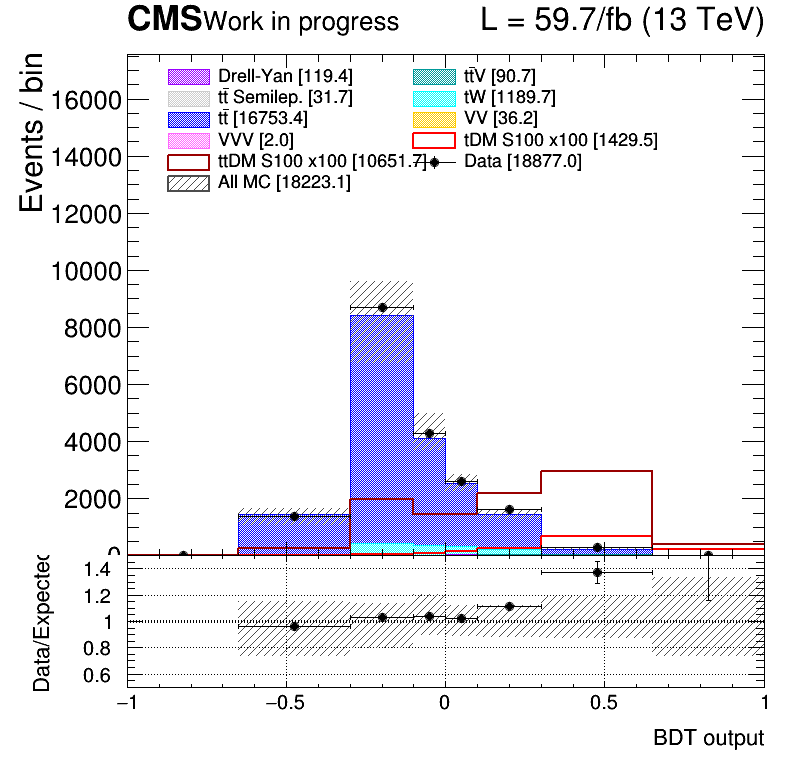 CMS Work in progress L = 59.7/fb (13 TeV)
Events / bin
Drell-Yan [119.4] tt̄V [90.7]
tt̄ Semilep. [31.7] tW [1189.7]
tt̄ [16753.4] VV [36.2]
VVV [2.0] tDM S100 x100 [1429.5]
ttDM S100 x100 [10651.7] Data [18877.0]
All MC [18223.1]
16000
14000
12000
10000
8000
6000
4000
2000
0
Data/Expected
1.4
1.2
1
0.8
0.6
−1 −0.5 0 0.5 1
BDT output